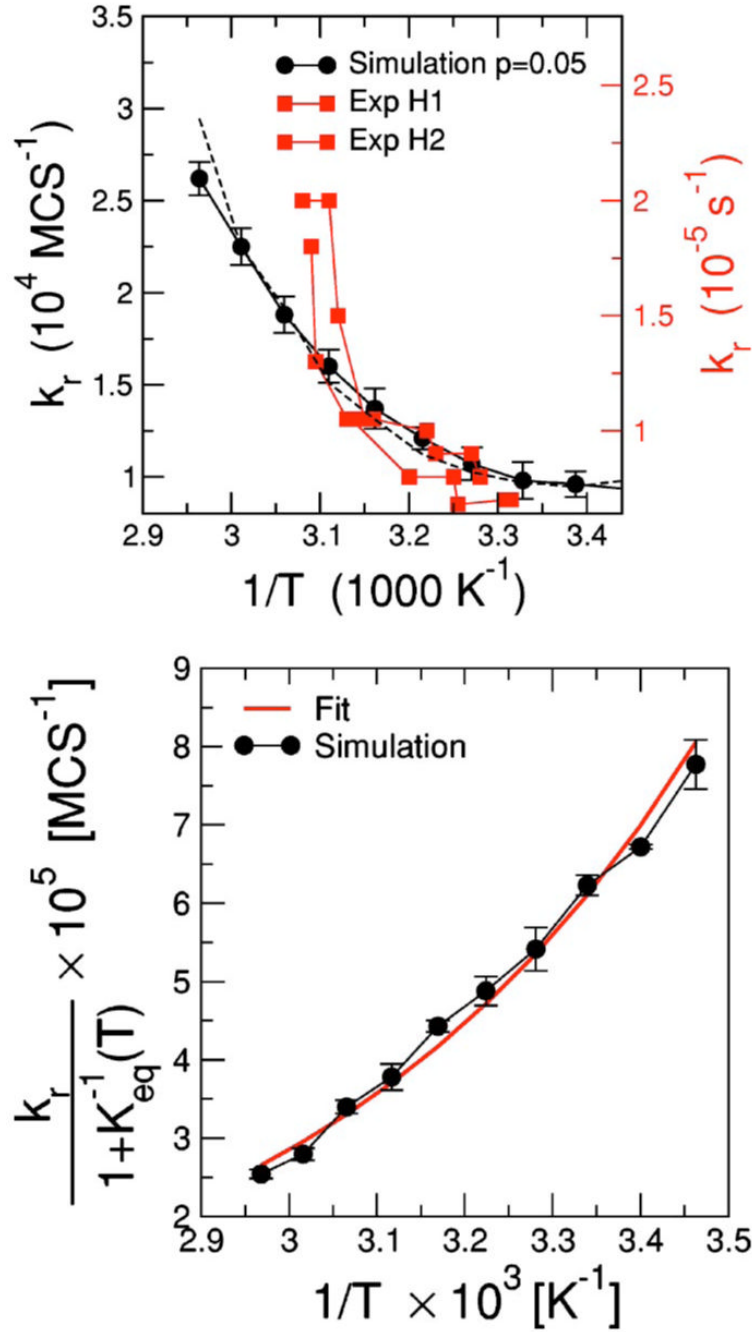 3.5
3
2.5
2
1.5
1
k_r (10^4 MCS^-1)
Simulation p=0.05
Exp H1
Exp H2
2.5
2
1.5
1
k_r (10^-5 s^-1)
2.9 3 3.1 3.2 3.3 3.4
1/T (1000 K^-1)
9
8
7
6
5
4
3
2
k_r
1+K_eq^-1(T)
× 10^5 [MCS^-1]
Fit
Simulation
2.9 3 3.1 3.2 3.3 3.4 3.5
1/T × 10^3 [K^-1]